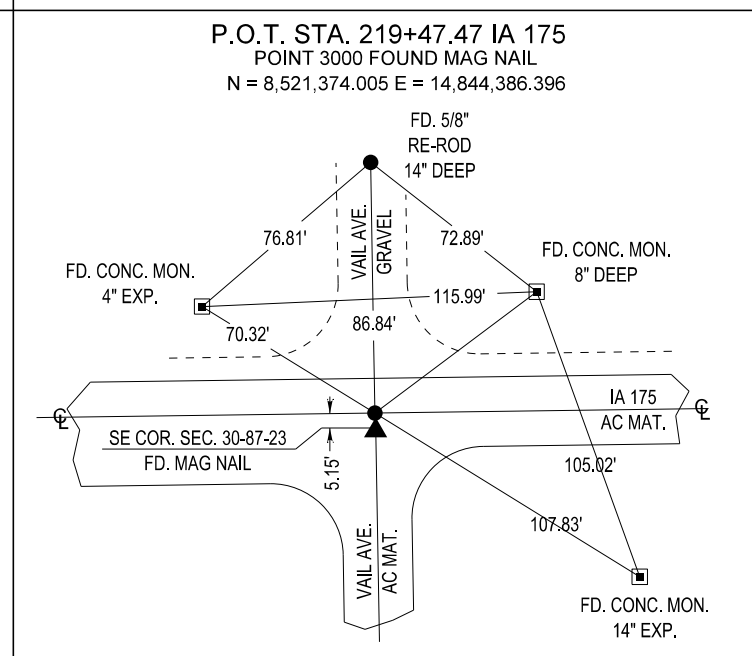 P.O.T. STA. 219+47.47 IA 175
POINT 3000 FOUND MAG NAIL
N = 8,521,374.005 E = 14,844,386.396
FD. 5/8"
RE-ROD
14" DEEP
76.81'
VAIL AVE.
GRAVEL
72.89'
FD. CONC. MON.
4" EXP.
FD. CONC. MON.
8" DEEP
115.99'
70.32'
86.84'
IA 175
AC MAT.
℄
℄
SE COR. SEC. 30-87-23
FD. MAG NAIL
5.15'
105.02'
107.83'
VAIL AVE.
AC MAT.
FD. CONC. MON.
14" EXP.